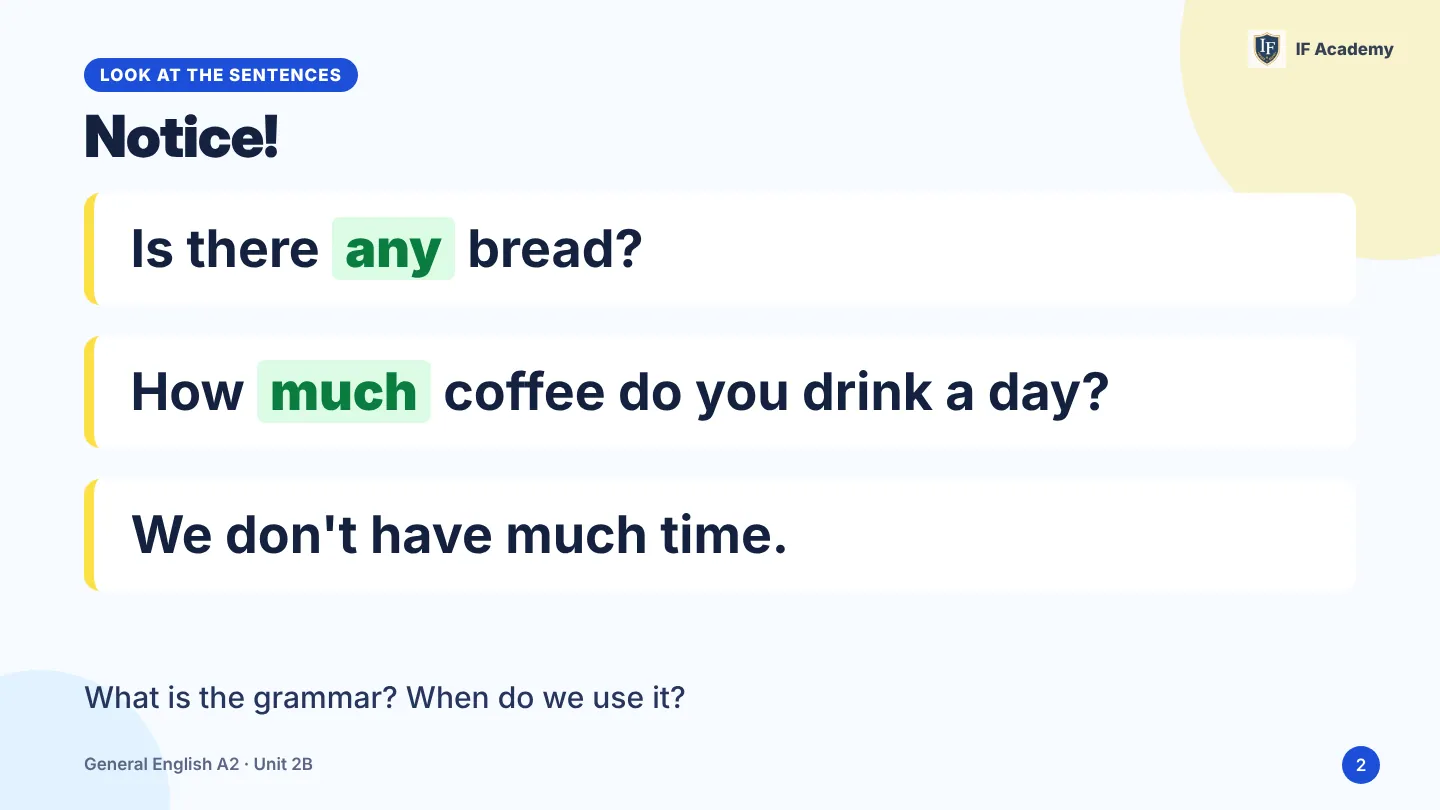 IF Academy
LOOK AT THE SENTENCES
Notice!
Is there any bread?
How much coffee do you drink a day?
We don't have much time.
What is the grammar? When do we use it?
General English A2 · Unit 2B
2